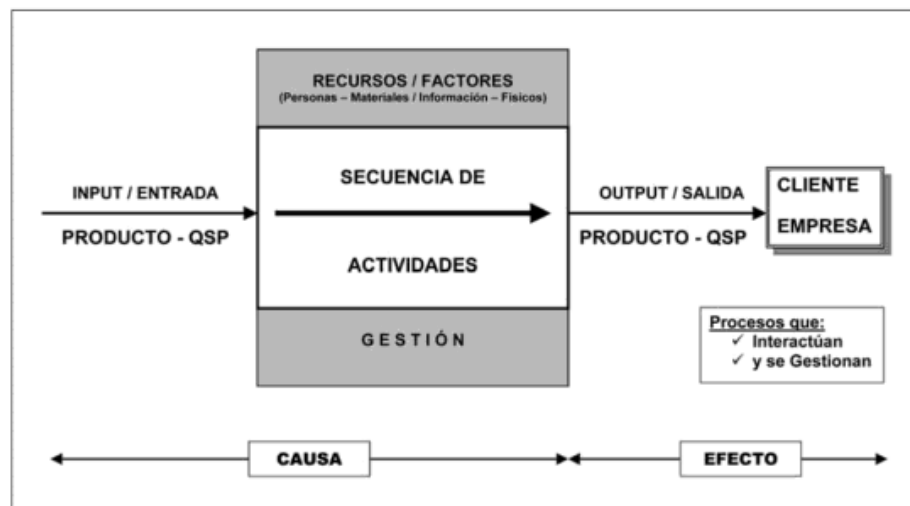 RECURSOS / FACTORES
(Personas – Materiales / Información – Físicos)
INPUT / ENTRADA
PRODUCTO - QSP
SECUENCIA DE
ACTIVIDADES
OUTPUT / SALIDA
PRODUCTO - QSP
CLIENTE
EMPRESA
GESTIÓN
Procesos que:
✓ Interactúan
✓ y se Gestionan
CAUSA
EFECTO